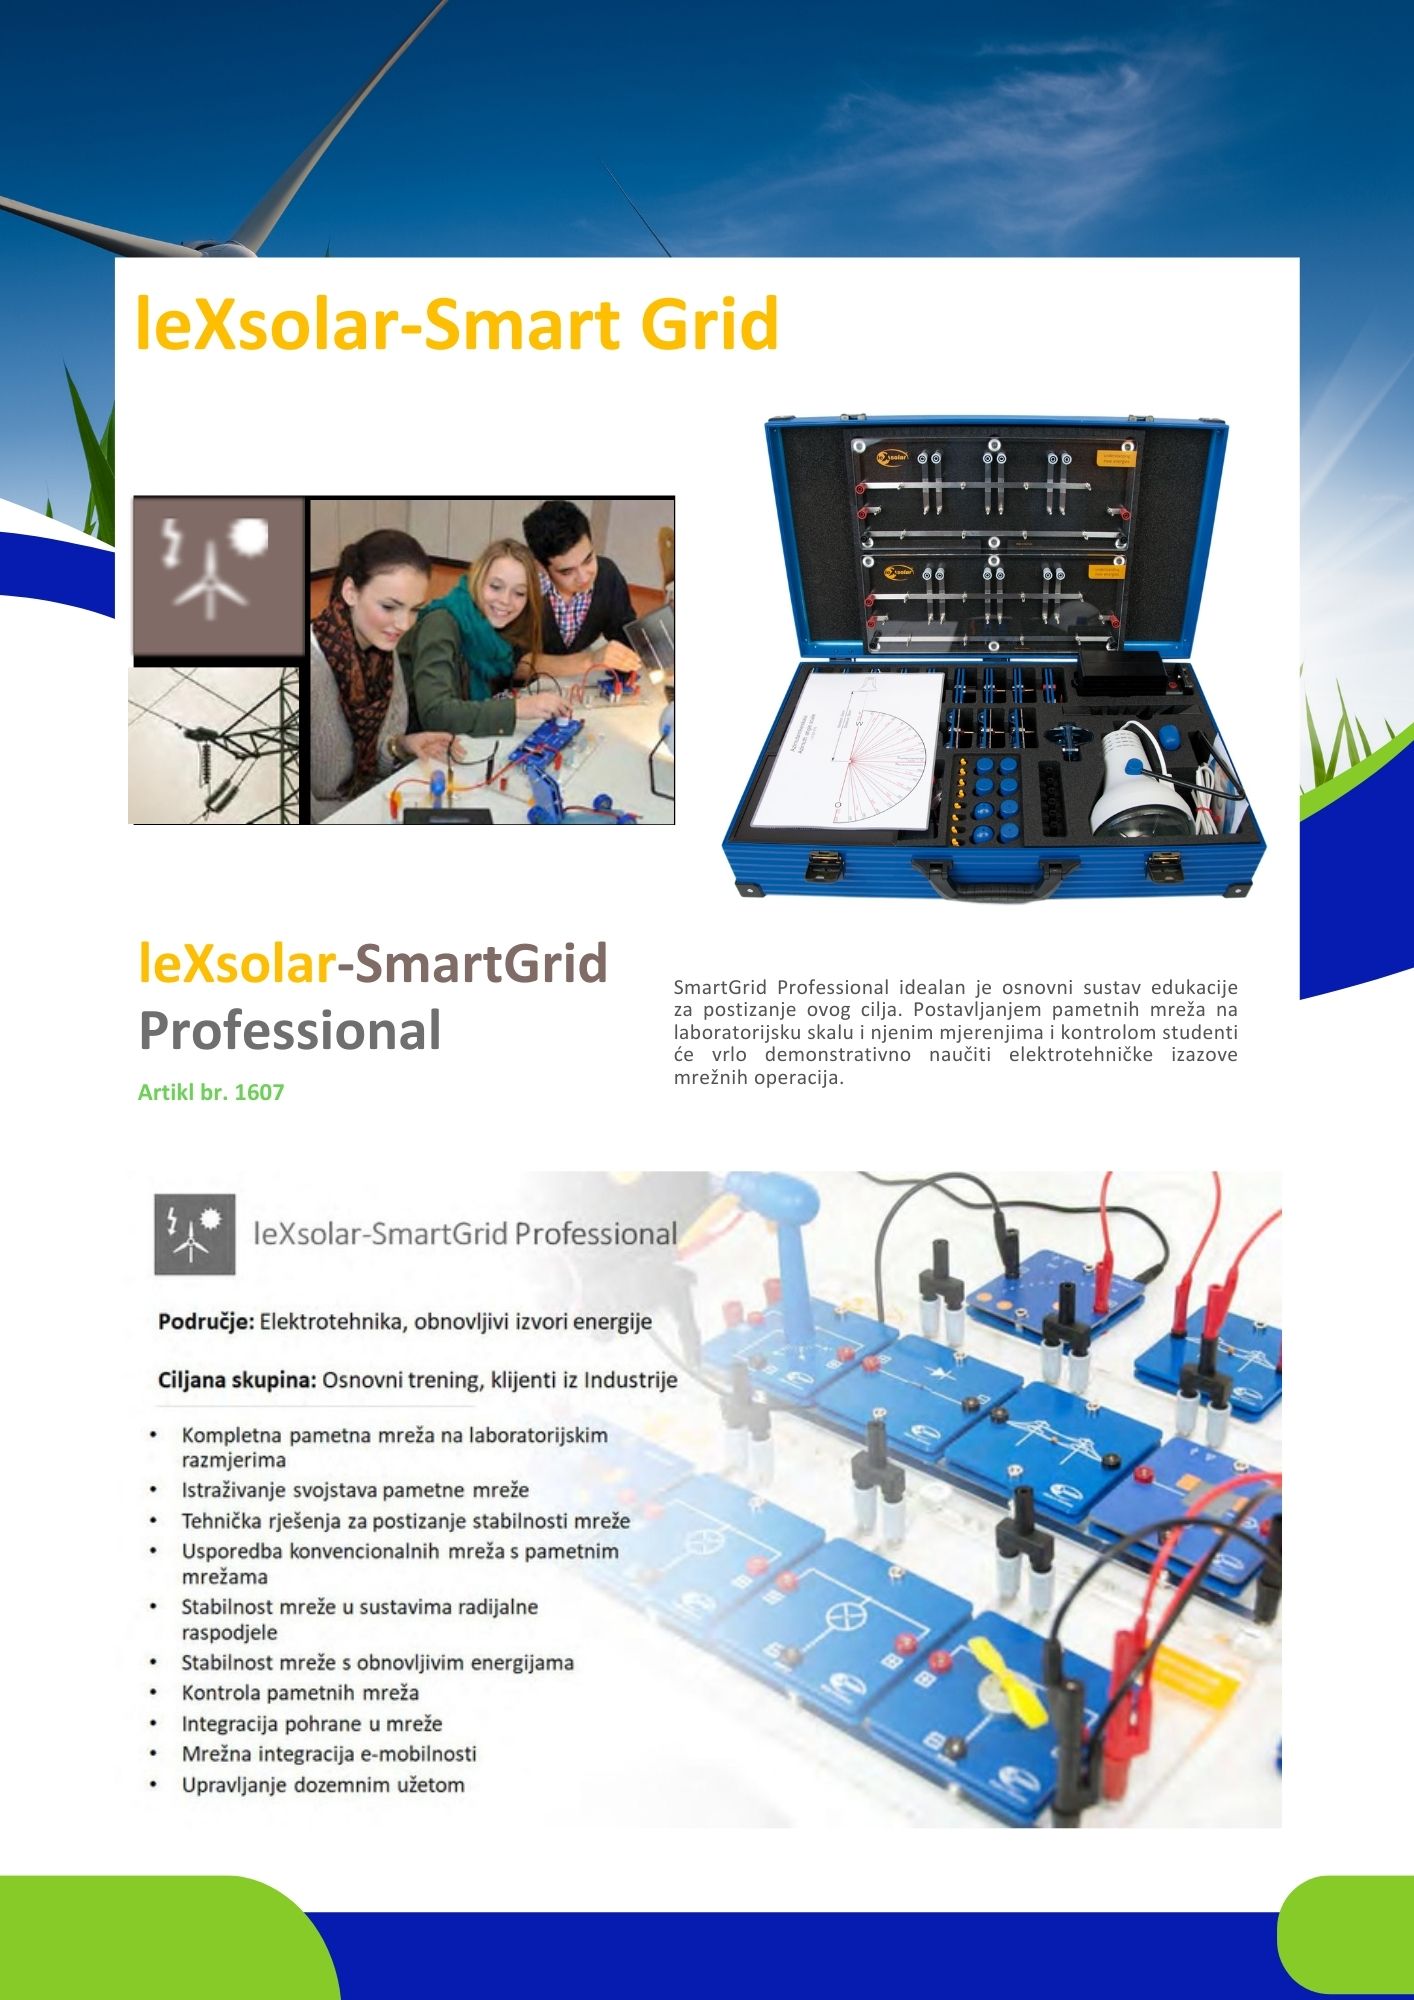 leXsolar-Smart Grid
leXsolar-SmartGrid
Professional
Artikl br. 1607
SmartGrid Professional idealan je osnovni sustav edukacije
za postizanje ovog cilja. Postavljanjem pametnih mreža na
laboratorijsku skalu i njenim mjerenjima i kontrolom studenti
će vrlo demonstrativno naučiti elektrotehničke izazove
mrežnih operacija.
leXsolar-SmartGrid Professional
Područje: Elektrotehnika, obnovljivi izvori energije
Ciljana skupina: Osnovni trening, klijenti iz Industrije
• Kompletna pametna mreža na laboratorijskim
razmjerima
• Istraživanje svojstava pametne mreže
• Tehnička rješenja za postizanje stabilnosti mreže
• Usporedba konvencionalnih mreža s pametnim
mrežama
• Stabilnost mreže u sustavima radijalne
raspodjele
• Stabilnost mreže s obnovljivim energijama
• Kontrola pametnih mreža
• Integracija pohrane u mreže
• Mrežna integracija e-mobilnosti
• Upravljanje dozemnim užetom